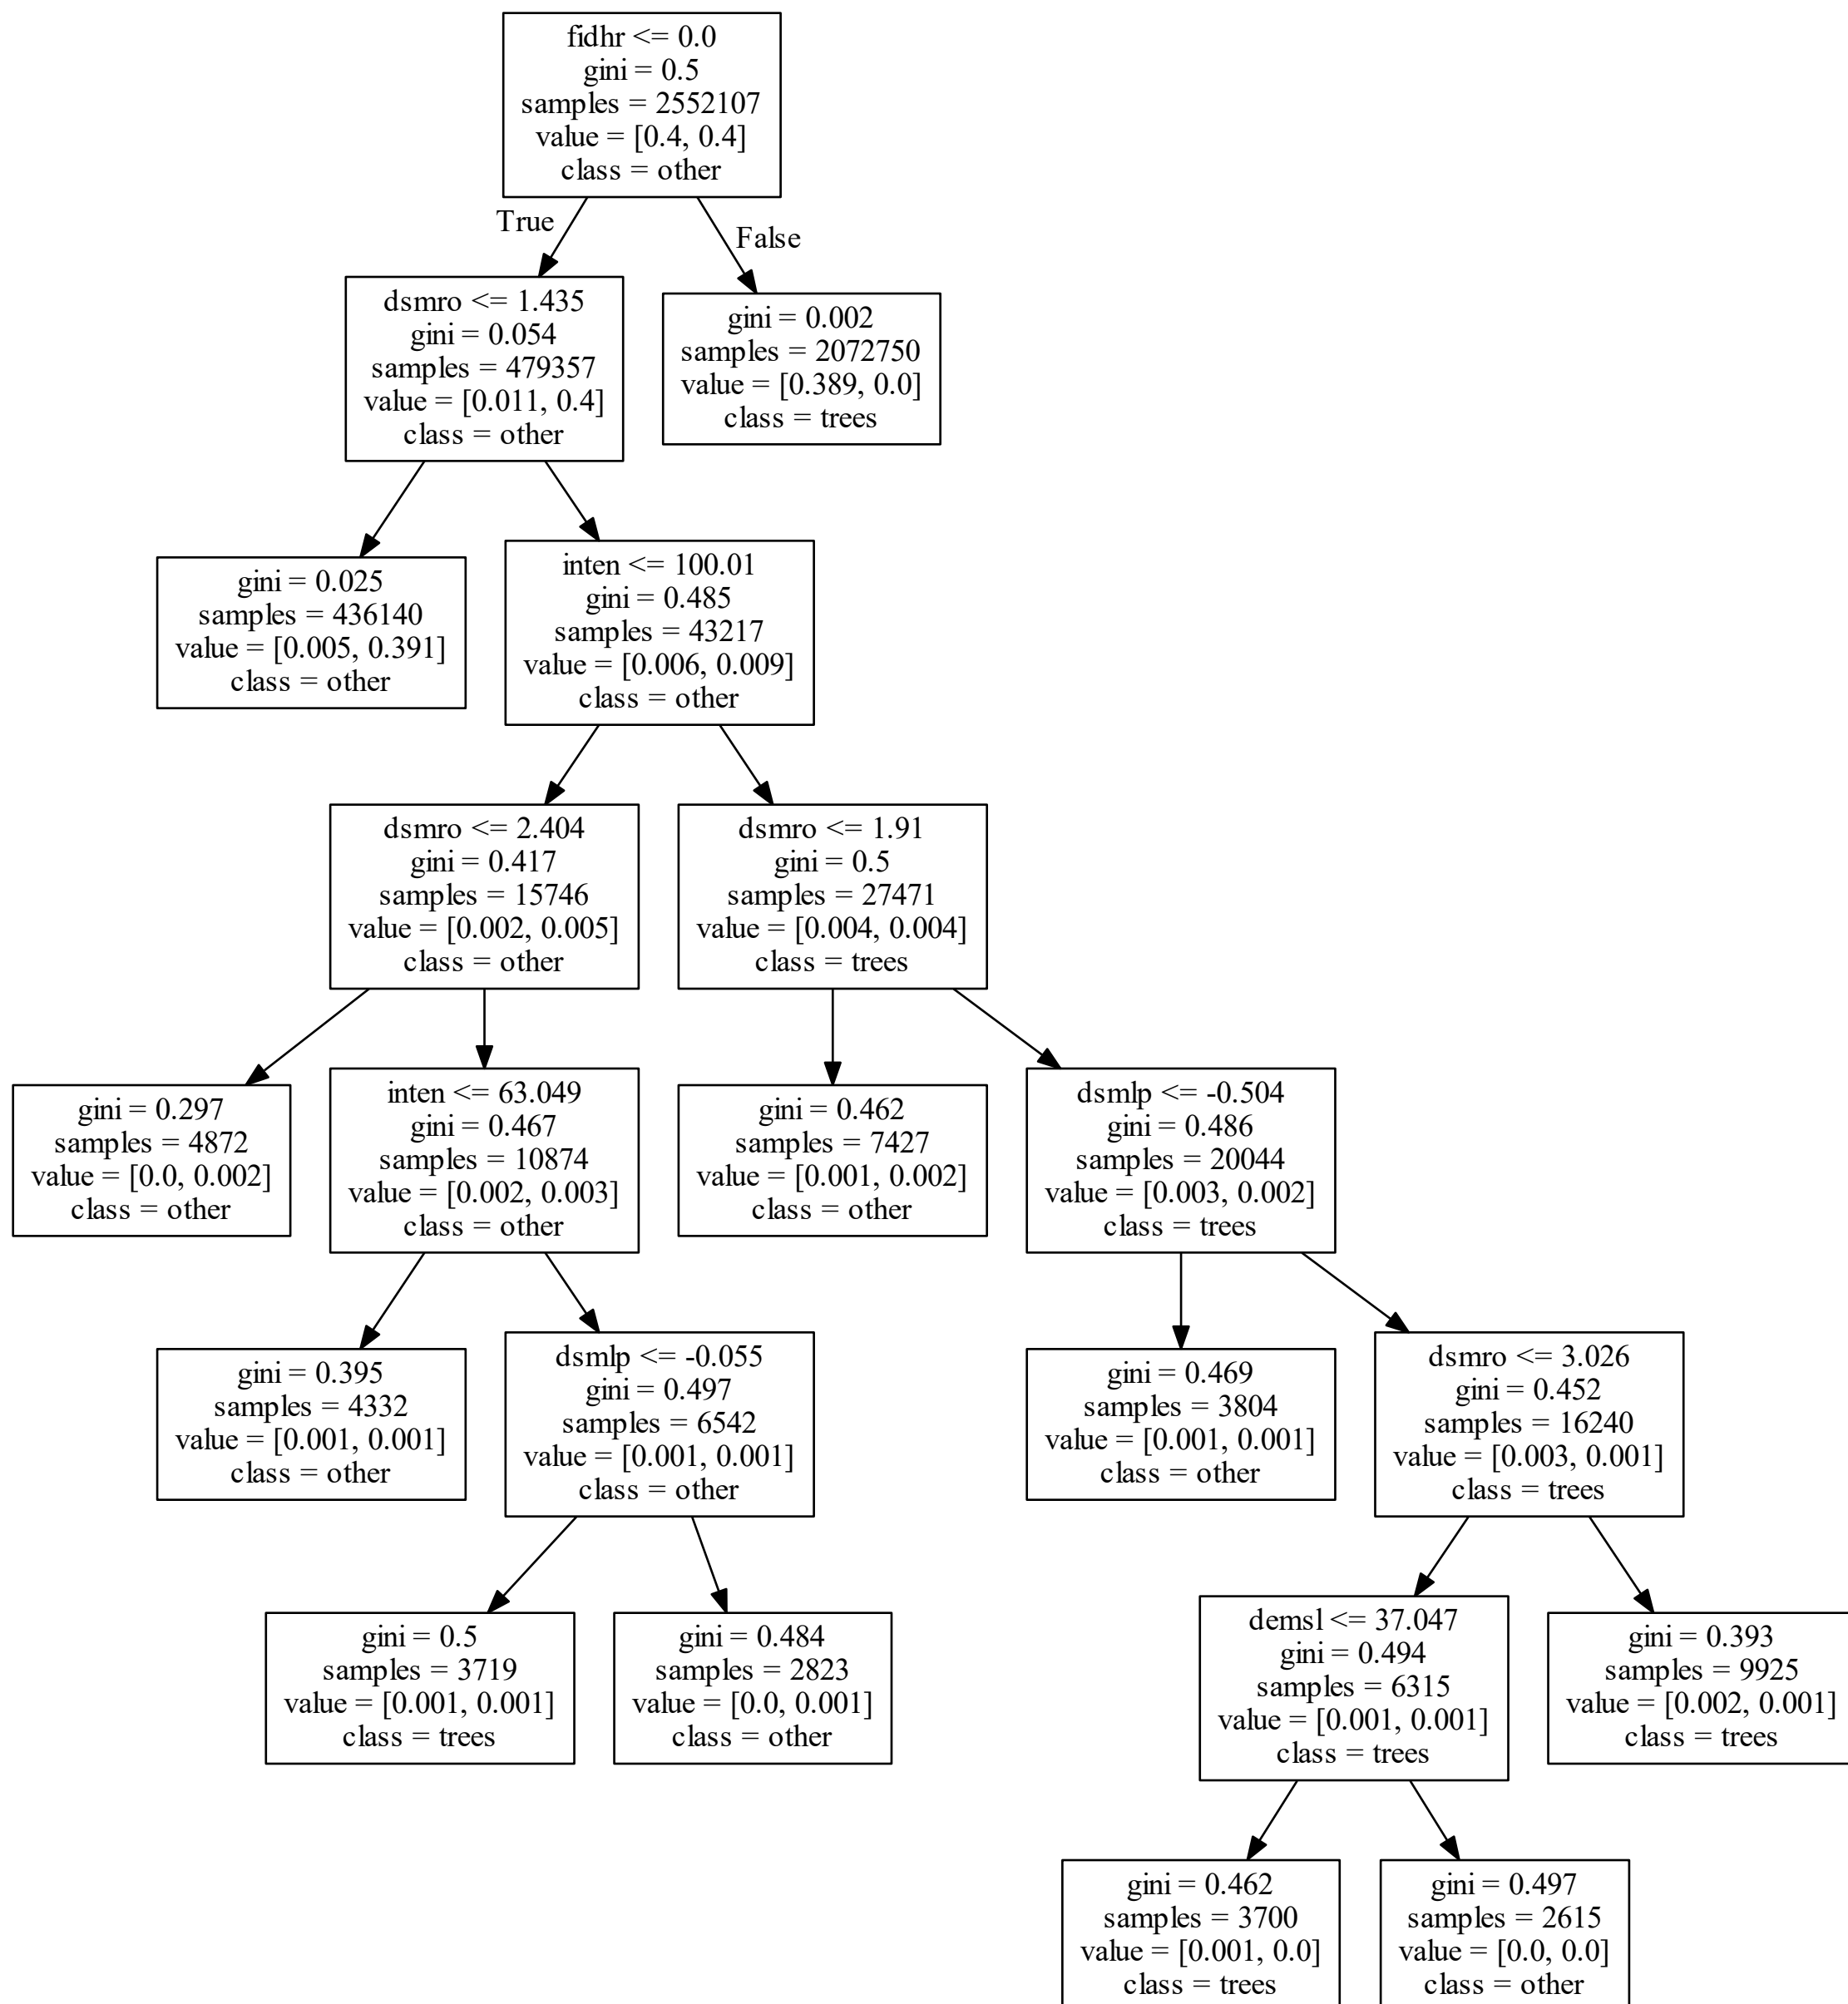 fidhr <= 0.0
gini = 0.5
samples = 2552107
value = [0.4, 0.4]
class = other
True
False
dsmro <= 1.435
gini = 0.054
samples = 479357
value = [0.011, 0.4]
class = other
gini = 0.002
samples = 2072750
value = [0.389, 0.0]
class = trees
gini = 0.025
samples = 436140
value = [0.005, 0.391]
class = other
inten <= 100.01
gini = 0.485
samples = 43217
value = [0.006, 0.009]
class = other
dsmro <= 2.404
gini = 0.417
samples = 15746
value = [0.002, 0.005]
class = other
dsmro <= 1.91
gini = 0.5
samples = 27471
value = [0.004, 0.004]
class = trees
gini = 0.297
samples = 4872
value = [0.0, 0.002]
class = other
inten <= 63.049
gini = 0.467
samples = 10874
value = [0.002, 0.003]
class = other
gini = 0.462
samples = 7427
value = [0.001, 0.002]
class = other
dsmlp <= -0.504
gini = 0.486
samples = 20044
value = [0.003, 0.002]
class = trees
gini = 0.395
samples = 4332
value = [0.001, 0.001]
class = other
dsmlp <= -0.055
gini = 0.497
samples = 6542
value = [0.001, 0.001]
class = other
gini = 0.469
samples = 3804
value = [0.001, 0.001]
class = other
dsmro <= 3.026
gini = 0.452
samples = 16240
value = [0.003, 0.001]
class = trees
gini = 0.5
samples = 3719
value = [0.001, 0.001]
class = trees
gini = 0.484
samples = 2823
value = [0.0, 0.001]
class = other
demsl <= 37.047
gini = 0.494
samples = 6315
value = [0.001, 0.001]
class = trees
gini = 0.393
samples = 9925
value = [0.002, 0.001]
class = trees
gini = 0.462
samples = 3700
value = [0.001, 0.0]
class = trees
gini = 0.497
samples = 2615
value = [0.0, 0.0]
class = other